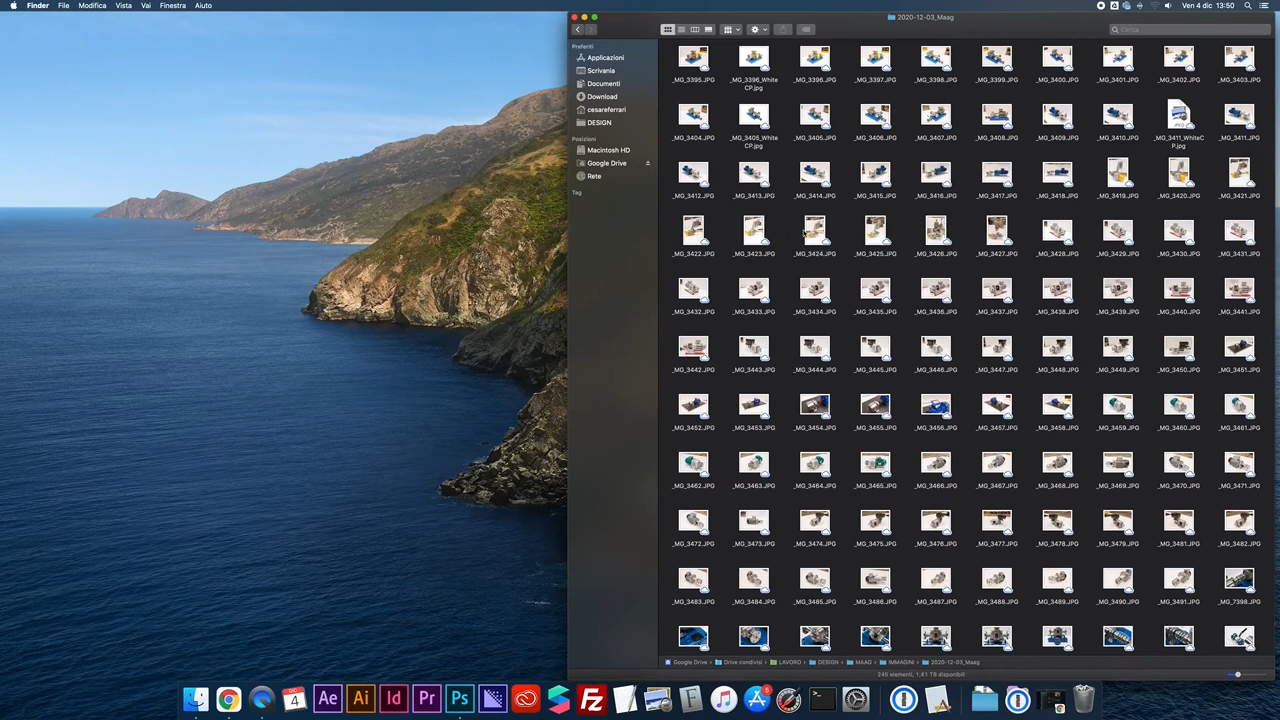 Finder File Modifica Vista Vai Finestra Aiuto
Ven 4 dic 13:50
2020-12-03_Maag
Cerca
Preferiti
Applicazioni
Scrivania
Documenti
Download
cesareferrari
DESIGN
Posizioni
Macintosh HD
Google Drive
Rete
Tag
_MG_3395.JPG _MG_3396_White CP.jpg _MG_3396.JPG _MG_3397.JPG _MG_3398.JPG _MG_3399.JPG _MG_3400.JPG _MG_3401.JPG _MG_3402.JPG _MG_3403.JPG
_MG_3404.JPG _MG_3405_White CP.jpg _MG_3405.JPG _MG_3406.JPG _MG_3407.JPG _MG_3408.JPG _MG_3409.JPG _MG_3410.JPG _MG_3411_WhiteC P.jpg _MG_3411.JPG
_MG_3412.JPG _MG_3413.JPG _MG_3414.JPG _MG_3415.JPG _MG_3416.JPG _MG_3417.JPG _MG_3418.JPG _MG_3419.JPG _MG_3420.JPG _MG_3421.JPG
_MG_3422.JPG _MG_3423.JPG _MG_3424.JPG _MG_3425.JPG _MG_3426.JPG _MG_3427.JPG _MG_3428.JPG _MG_3429.JPG _MG_3430.JPG _MG_3431.JPG
_MG_3432.JPG _MG_3433.JPG _MG_3434.JPG _MG_3435.JPG _MG_3436.JPG _MG_3437.JPG _MG_3438.JPG _MG_3439.JPG _MG_3440.JPG _MG_3441.JPG
_MG_3442.JPG _MG_3443.JPG _MG_3444.JPG _MG_3445.JPG _MG_3446.JPG _MG_3447.JPG _MG_3448.JPG _MG_3449.JPG _MG_3450.JPG _MG_3451.JPG
_MG_3452.JPG _MG_3453.JPG _MG_3454.JPG _MG_3455.JPG _MG_3456.JPG _MG_3457.JPG _MG_3458.JPG _MG_3459.JPG _MG_3460.JPG _MG_3461.JPG
_MG_3462.JPG _MG_3463.JPG _MG_3464.JPG _MG_3465.JPG _MG_3466.JPG _MG_3467.JPG _MG_3468.JPG _MG_3469.JPG _MG_3470.JPG _MG_3471.JPG
_MG_3472.JPG _MG_3473.JPG _MG_3474.JPG _MG_3475.JPG _MG_3476.JPG _MG_3477.JPG _MG_3478.JPG _MG_3481.JPG _MG_3482.JPG
_MG_3483.JPG _MG_3484.JPG _MG_3485.JPG _MG_3486.JPG _MG_3487.JPG _MG_3488.JPG _MG_3489.JPG _MG_3490.JPG _MG_3491.JPG _MG_7398.JPG
Google Drive › Drive condivisi › LAVORO › DESIGN › MAAG › IMMAGINI › 2020-12-03_Maag
245 elementi, 1,41 TB disponibili
4 Ae Ai Id Pr Ps Fz